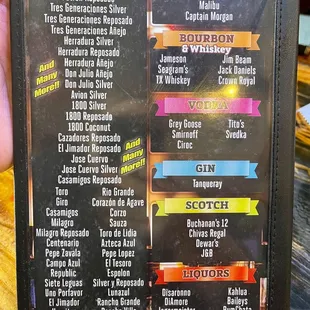 Tres Generaciones Silver
Tres Generaciones Reposado
Tres Generaciones Añejo
Herradura Silver
Herradura Reposado
Herradura Añejo
Don Julio Añejo
Don Julio Silver
Avion Silver
1800 Silver
1800 Reposado
1800 Coconut
Cazadores Reposado
El Jimador Reposado
Jose Cuervo
Jose Cuervo Silver
Casamigos Reposado
And
Many
More!!
And
Many
More!!
Toro
Giro
Casamigos
Milagro
Milagro Reposado
Centenario
Pepe Zavala
Campo Azul
Republic
Siete Leguas
Uno Porfavor
El Jimador
Rio Grande
Corazón de Agave
Corzo
Sauza
Toro de Lidia
Azteca Azul
Pepe Lopez
El Tesoro
Espolon
Silver y Reposado
Lunazul
Rancho Grande
Malibu
Captain Morgan
BOURBON
& Whiskey
Jameson
Jim Beam
Seagram's
Jack Daniels
TX Whiskey
Crown Royal
VODKA
Grey Goose
Tito's
Smirnoff
Svedka
Ciroc
GIN
Tanqueray
SCOTCH
Buchanan's 12
Chivas Regal
Dewar's
J&B
LIQUORS
Disaronno
Kahlua
DiAmore
Baileys
RumChata